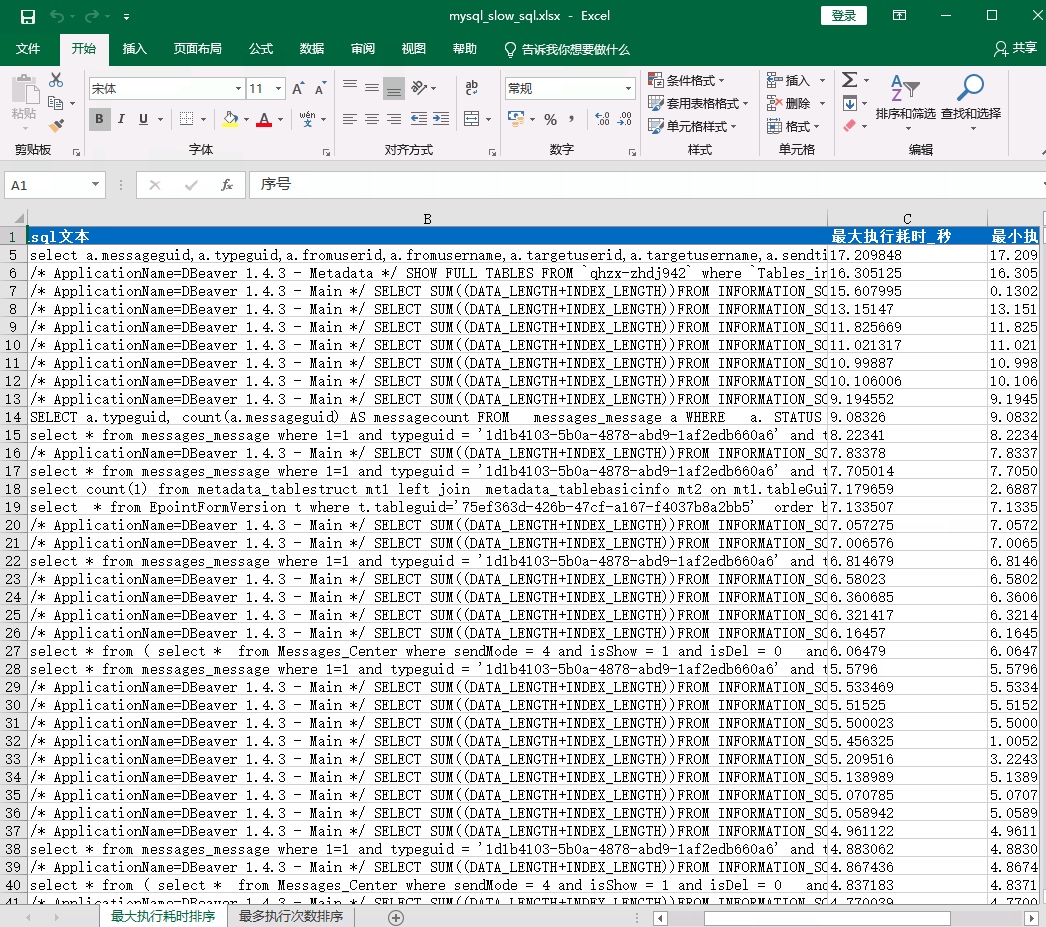 mysql_slow_sql.xlsx - Excel
登录
文件 开始 插入 页面布局 公式 数据 审阅 视图 帮助 告诉我你想要做什么 共享
宋体 11 ab 常规 条件格式 插入
粘贴 套用表格格式 删除 排序和筛选 查找和选择
B I U A wén 文 % , 单元格样式 格式
剪贴板 字体 对齐方式 数字 样式 单元格 编辑
A1 fx 序号
B C
1 sql文本 最大执行耗时_秒 最小执
5 select a.messageguid,a.typeguid,a.fromuserid,a.fromusername,a.targetuserid,a.targetusername,a.sendti 17.209848 17.209
6 /* ApplicationName=DBeaver 1.4.3 - Metadata */ SHOW FULL TABLES FROM `qhzx-zhdj942` where `Tables_in 16.305125 16.305
7 /* ApplicationName=DBeaver 1.4.3 - Main */ SELECT SUM((DATA_LENGTH+INDEX_LENGTH))FROM INFORMATION_SC 15.607995 0.1302
8 /* ApplicationName=DBeaver 1.4.3 - Main */ SELECT SUM((DATA_LENGTH+INDEX_LENGTH))FROM INFORMATION_SC 13.15147 13.151
9 /* ApplicationName=DBeaver 1.4.3 - Main */ SELECT SUM((DATA_LENGTH+INDEX_LENGTH))FROM INFORMATION_SC 11.825669 11.825
10 /* ApplicationName=DBeaver 1.4.3 - Main */ SELECT SUM((DATA_LENGTH+INDEX_LENGTH))FROM INFORMATION_SC 11.021317 11.021
11 /* ApplicationName=DBeaver 1.4.3 - Main */ SELECT SUM((DATA_LENGTH+INDEX_LENGTH))FROM INFORMATION_SC 10.99887 10.998
12 /* ApplicationName=DBeaver 1.4.3 - Main */ SELECT SUM((DATA_LENGTH+INDEX_LENGTH))FROM INFORMATION_SC 10.106006 10.106
13 /* ApplicationName=DBeaver 1.4.3 - Main */ SELECT SUM((DATA_LENGTH+INDEX_LENGTH))FROM INFORMATION_SC 9.194552 9.1945
14 SELECT a.typeguid, count(a.messageguid) AS messagecount FROM messages_message a WHERE a. STATUS 9.08326 9.0832
15 select * from messages_message where 1=1 and typeguid = '1d1b4103-5b0a-4878-abd9-1af2edb660a6' and t 8.22341 8.2234
16 /* ApplicationName=DBeaver 1.4.3 - Main */ SELECT SUM((DATA_LENGTH+INDEX_LENGTH))FROM INFORMATION_SC 7.83378 7.8337
17 select * from messages_message where 1=1 and typeguid = '1d1b4103-5b0a-4878-abd9-1af2edb660a6' and t 7.705014 7.7050
18 select count(1) from metadata_tablestruct mt1 left join metadata_tablebasicinfo mt2 on mt1.tableGui 7.179659 2.6887
19 select * from EpointFormVersion t where t.tableguid='75ef363d-426b-47cf-a167-f4037b8a2bb5' order b 7.133507 7.1335
20 /* ApplicationName=DBeaver 1.4.3 - Main */ SELECT SUM((DATA_LENGTH+INDEX_LENGTH))FROM INFORMATION_SC 7.057275 7.0572
21 /* ApplicationName=DBeaver 1.4.3 - Main */ SELECT SUM((DATA_LENGTH+INDEX_LENGTH))FROM INFORMATION_SC 7.006576 7.0065
22 select * from messages_message where 1=1 and typeguid = '1d1b4103-5b0a-4878-abd9-1af2edb660a6' and t 6.814679 6.8146
23 /* ApplicationName=DBeaver 1.4.3 - Main */ SELECT SUM((DATA_LENGTH+INDEX_LENGTH))FROM INFORMATION_SC 6.58023 6.5802
24 /* ApplicationName=DBeaver 1.4.3 - Main */ SELECT SUM((DATA_LENGTH+INDEX_LENGTH))FROM INFORMATION_SC 6.360685 6.3606
25 /* ApplicationName=DBeaver 1.4.3 - Main */ SELECT SUM((DATA_LENGTH+INDEX_LENGTH))FROM INFORMATION_SC 6.321417 6.3214
26 /* ApplicationName=DBeaver 1.4.3 - Main */ SELECT SUM((DATA_LENGTH+INDEX_LENGTH))FROM INFORMATION_SC 6.16457 6.1645
27 select * from ( select * from Messages_Center where sendMode = 4 and isShow = 1 and isDel = 0 and 6.06479 6.0647
28 select * from messages_message where 1=1 and typeguid = '1d1b4103-5b0a-4878-abd9-1af2edb660a6' and t 5.5796 5.5796
29 /* ApplicationName=DBeaver 1.4.3 - Main */ SELECT SUM((DATA_LENGTH+INDEX_LENGTH))FROM INFORMATION_SC 5.533469 5.5334
30 /* ApplicationName=DBeaver 1.4.3 - Main */ SELECT SUM((DATA_LENGTH+INDEX_LENGTH))FROM INFORMATION_SC 5.51525 5.5152
31 /* ApplicationName=DBeaver 1.4.3 - Main */ SELECT SUM((DATA_LENGTH+INDEX_LENGTH))FROM INFORMATION_SC 5.500023 5.5000
32 /* ApplicationName=DBeaver 1.4.3 - Main */ SELECT SUM((DATA_LENGTH+INDEX_LENGTH))FROM INFORMATION_SC 5.456325 1.0052
33 /* ApplicationName=DBeaver 1.4.3 - Main */ SELECT SUM((DATA_LENGTH+INDEX_LENGTH))FROM INFORMATION_SC 5.209516 3.2243
34 /* ApplicationName=DBeaver 1.4.3 - Main */ SELECT SUM((DATA_LENGTH+INDEX_LENGTH))FROM INFORMATION_SC 5.138989 5.1389
35 /* ApplicationName=DBeaver 1.4.3 - Main */ SELECT SUM((DATA_LENGTH+INDEX_LENGTH))FROM INFORMATION_SC 5.070785 5.0707
36 /* ApplicationName=DBeaver 1.4.3 - Main */ SELECT SUM((DATA_LENGTH+INDEX_LENGTH))FROM INFORMATION_SC 5.058942 5.0589
37 /* ApplicationName=DBeaver 1.4.3 - Main */ SELECT SUM((DATA_LENGTH+INDEX_LENGTH))FROM INFORMATION_SC 4.961122 4.9611
38 select * from messages_message where 1=1 and typeguid = '1d1b4103-5b0a-4878-abd9-1af2edb660a6' and t 4.883062 4.8830
39 /* ApplicationName=DBeaver 1.4.3 - Main */ SELECT SUM((DATA_LENGTH+INDEX_LENGTH))FROM INFORMATION_SC 4.867436 4.8674
40 select * from ( select * from Messages_Center where sendMode = 4 and isShow = 1 and isDel = 0 and 4.837183 4.8371
41 /* ApplicationName=DBeaver 1.4.3 - Main */ SELECT SUM((DATA_LENGTH+INDEX_LENGTH))FROM INFORMATION_SC 4.770039 4.7700
最大执行耗时排序 最多执行次数排序